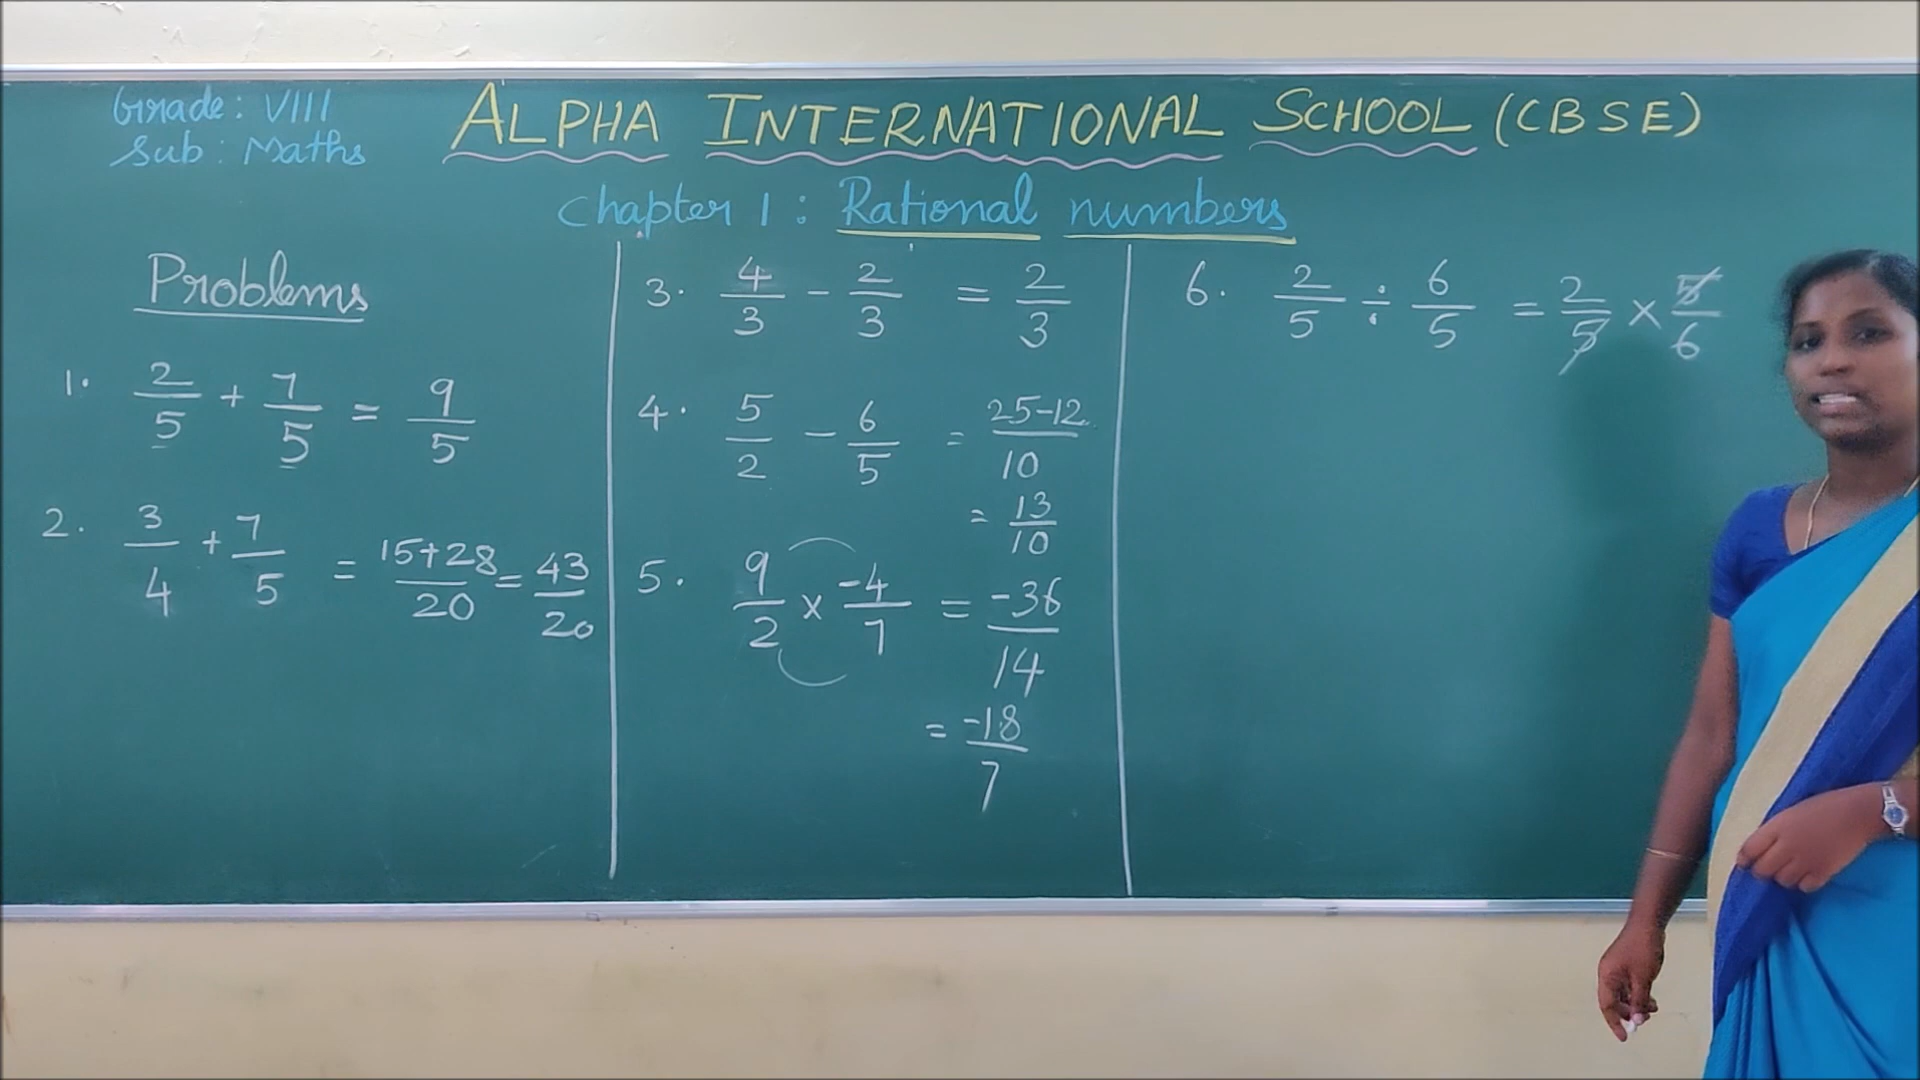 Grade: VIII
Sub: Maths
ALPHA INTERNATIONAL SCHOOL (CBSE)
Chapter 1: Rational numbers
Problems
1. 2/5 + 7/5 = 9/5
2. 3/4 + 7/5 = 15+28/20 = 43/20
3. 4/3 - 2/3 = 2/3
4. 5/2 - 6/5 = 25-12/10
= 13/10
5. 9/2 x -4/7 = -36/14
= -18/7
6. 2/5 ÷ 6/5 = 2/5 x 5/6